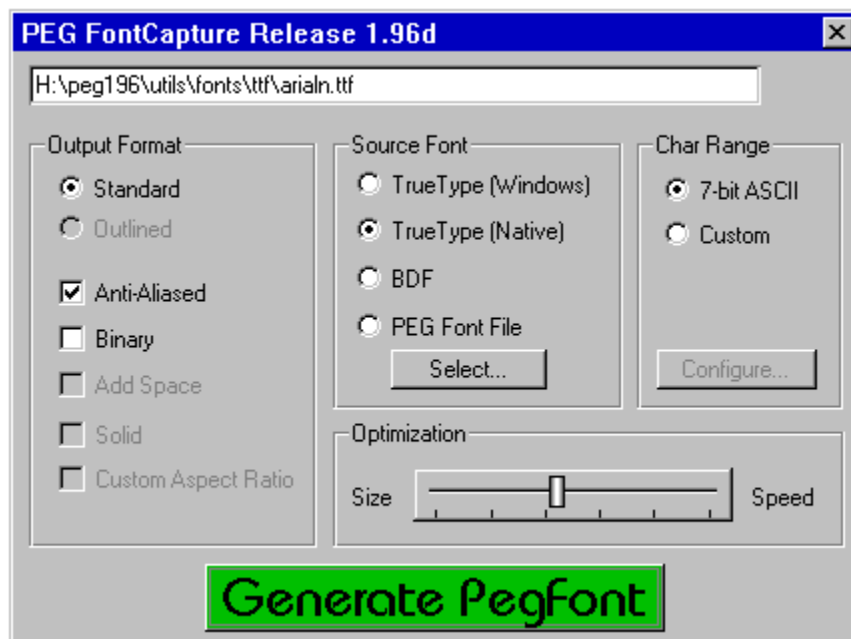 PEG FontCapture Release 1.96d
H:\peg196\utils\fonts\ttf\arialn.ttf
Output Format
Standard
Outlined
Anti-Aliased
Binary
Add Space
Solid
Custom Aspect Ratio
Source Font
TrueType (Windows)
TrueType (Native)
BDF
PEG Font File
Select...
Char Range
7-bit ASCII
Custom
Configure...
Optimization
Size
Speed
Generate PegFont